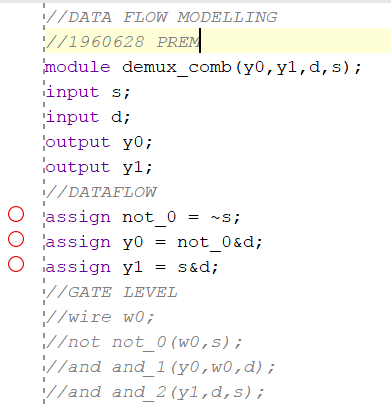 //DATA FLOW MODELLING
//1960628 PREM
module demux_comb(y0,y1,d,s);
input s;
input d;
output y0;
output y1;
//DATAFLOW
assign not_0 = ~s;
assign y0 = not_0&d;
assign y1 = s&d;
//GATE LEVEL
//wire w0;
//not not_0(w0,s);
//and and_1(y0,w0,d);
//and and_2(y1,d,s);